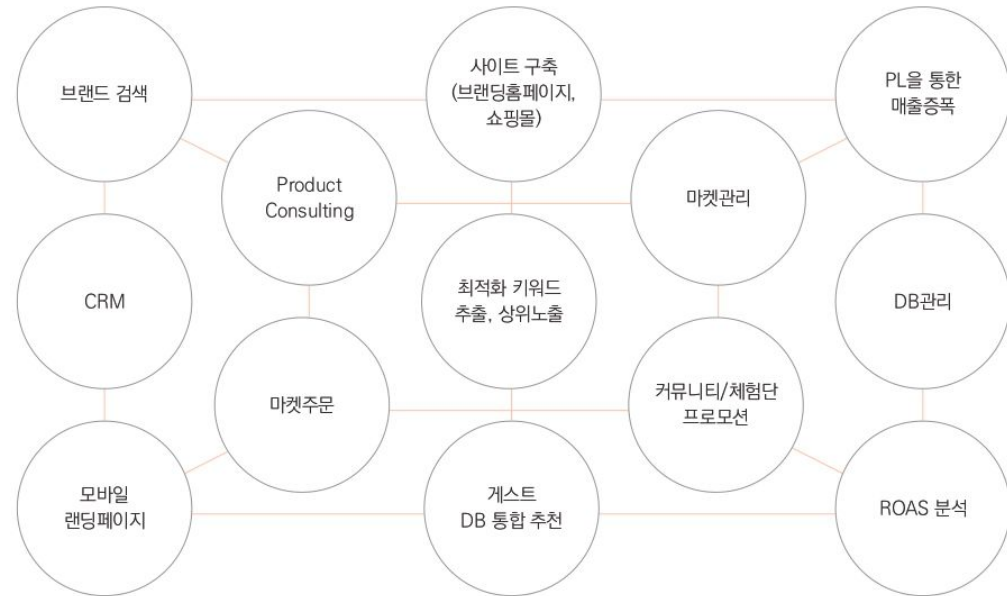 브랜드 검색
사이트 구축
(브랜딩홈페이지,
쇼핑몰)
PL을 통한
매출증폭
Product
Consulting
마켓관리
CRM
최적화 키워드
추출, 상위노출
DB관리
마켓주문
커뮤니티/체험단
프로모션
모바일
랜딩페이지
게스트
DB 통합 추천
ROAS 분석